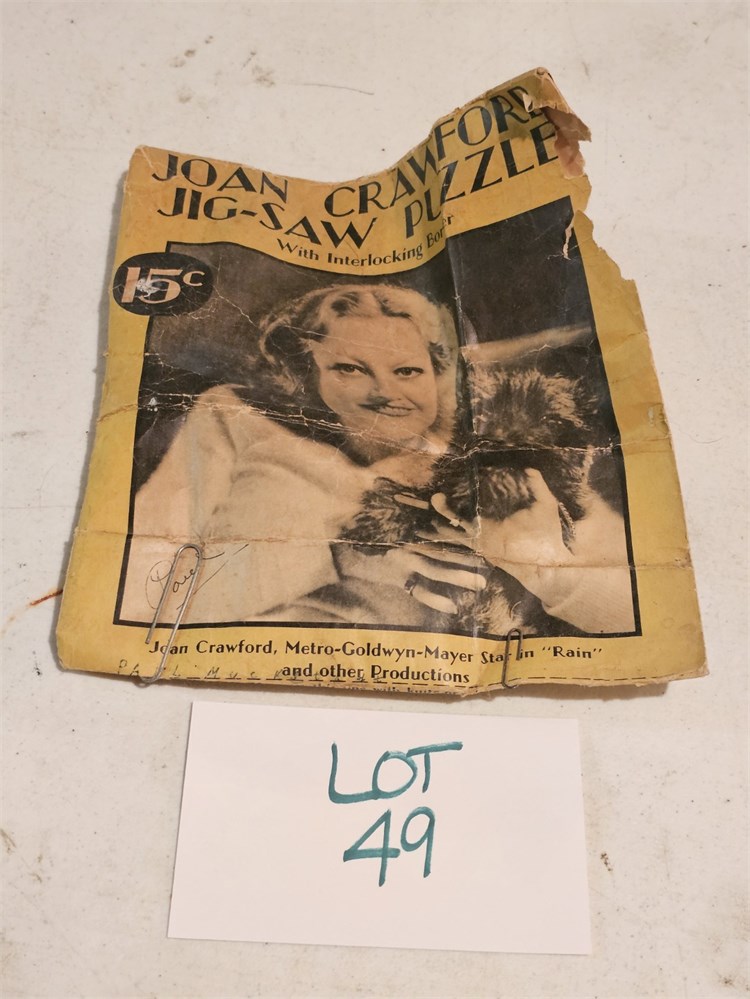 JOAN CRAWFORD
JIG-SAW PUZZLE
With Interlocking Bor r
15c
Joan Crawford, Metro-Goldwyn-Mayer Star in "Rain"
and other Productions
LOT
49